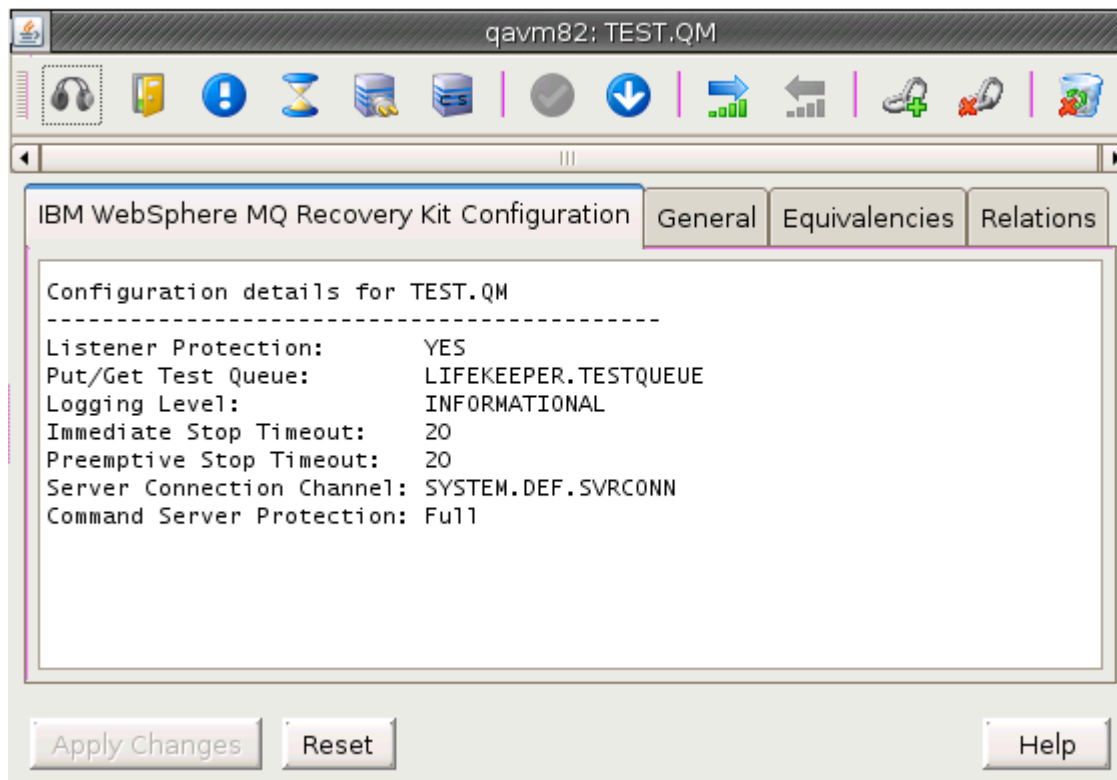 qavm82: TEST.QM
CS
IBM WebSphere MQ Recovery Kit Configuration General Equivalencies Relations
Configuration details for TEST.QM
--------------------------------------------
Listener Protection: YES
Put/Get Test Queue: LIFEKEEPER.TESTQUEUE
Logging Level: INFORMATIONAL
Immediate Stop Timeout: 20
Preemptive Stop Timeout: 20
Server Connection Channel: SYSTEM.DEF.SVRCONN
Command Server Protection: Full
Apply Changes Reset Help